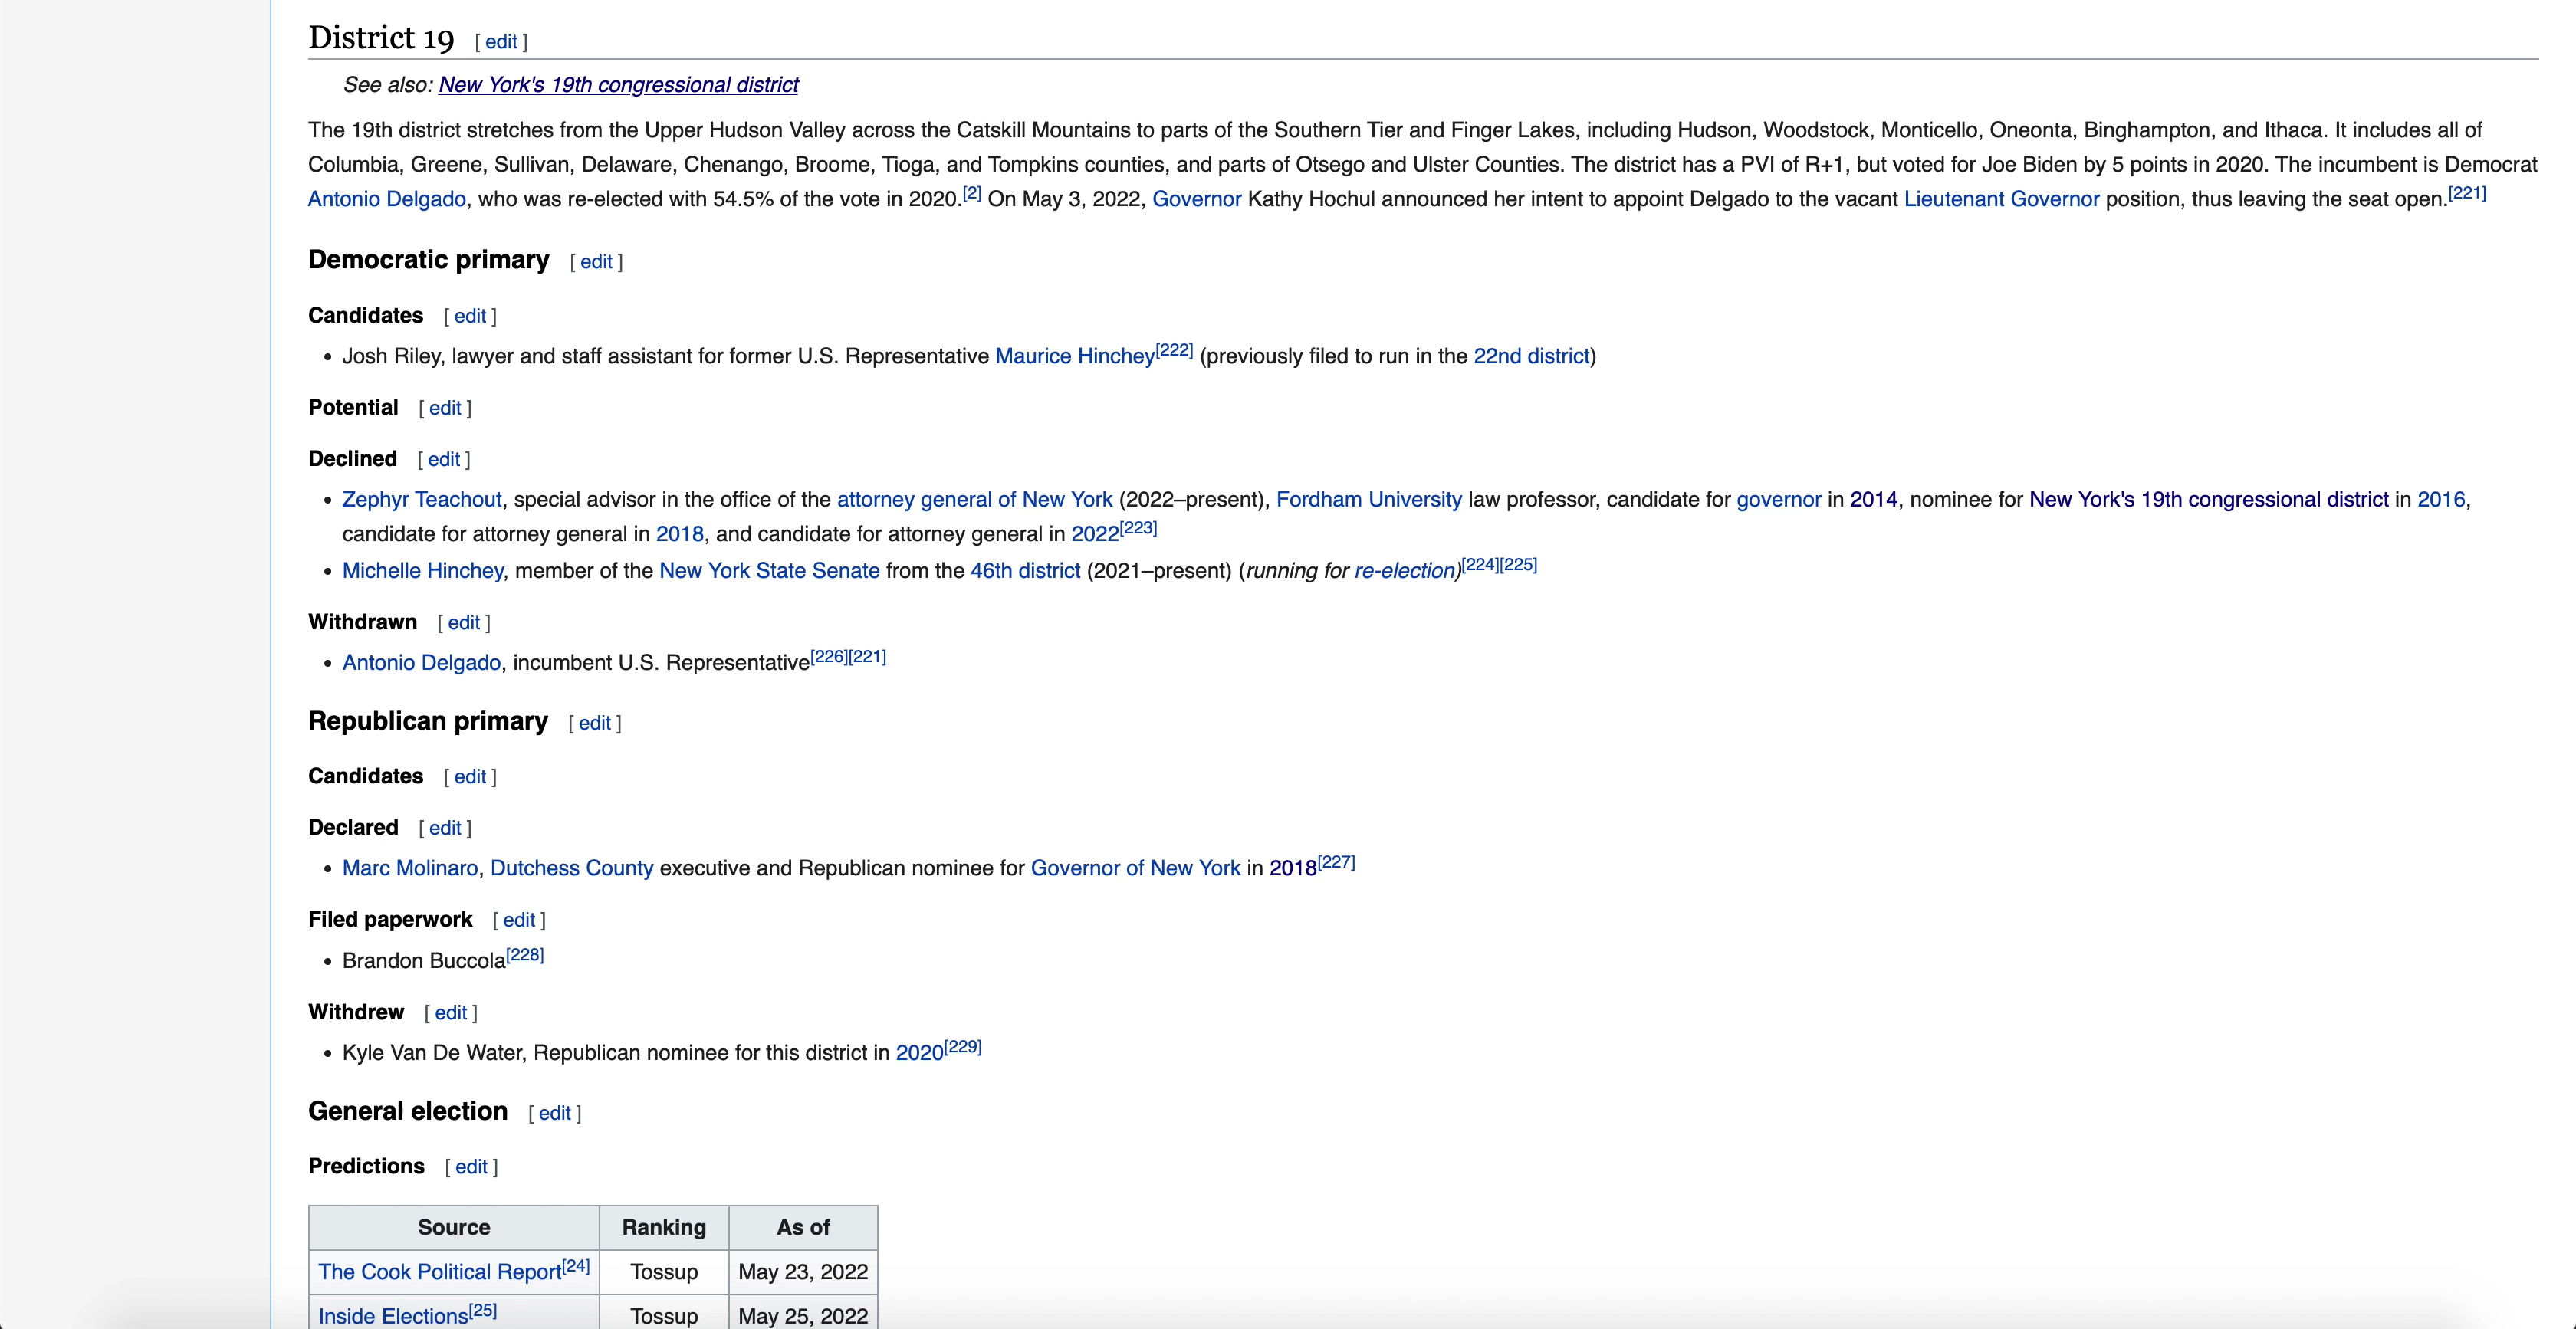 District 19 [ edit ]
See also: New York's 19th congressional district
The 19th district stretches from the Upper Hudson Valley across the Catskill Mountains to parts of the Southern Tier and Finger Lakes, including Hudson, Woodstock, Monticello, Oneonta, Binghampton, and Ithaca. It includes all of
Columbia, Greene, Sullivan, Delaware, Chenango, Broome, Tioga, and Tompkins counties, and parts of Otsego and Ulster Counties. The district has a PVI of R+1, but voted for Joe Biden by 5 points in 2020. The incumbent is Democrat
Antonio Delgado, who was re-elected with 54.5% of the vote in 2020.[2] On May 3, 2022, Governor Kathy Hochul announced her intent to appoint Delgado to the vacant Lieutenant Governor position, thus leaving the seat open.[221]
Democratic primary [ edit ]
Candidates [ edit ]
• Josh Riley, lawyer and staff assistant for former U.S. Representative Maurice Hinchey[222] (previously filed to run in the 22nd district)
Potential [ edit ]
Declined [ edit ]
• Zephyr Teachout, special advisor in the office of the attorney general of New York (2022–present), Fordham University law professor, candidate for governor in 2014, nominee for New York's 19th congressional district in 2016,
candidate for attorney general in 2018, and candidate for attorney general in 2022[223]
• Michelle Hinchey, member of the New York State Senate from the 46th district (2021–present) (running for re-election)[224][225]
Withdrawn [ edit ]
• Antonio Delgado, incumbent U.S. Representative[226][221]
Republican primary [ edit ]
Candidates [ edit ]
Declared [ edit ]
• Marc Molinaro, Dutchess County executive and Republican nominee for Governor of New York in 2018[227]
Filed paperwork [ edit ]
• Brandon Buccola[228]
Withdrew [ edit ]
• Kyle Van De Water, Republican nominee for this district in 2020[229]
General election [ edit ]
Predictions [ edit ]
Source Ranking As of
The Cook Political Report[24] Tossup May 23, 2022
Inside Elections[25] Tossup May 25, 2022